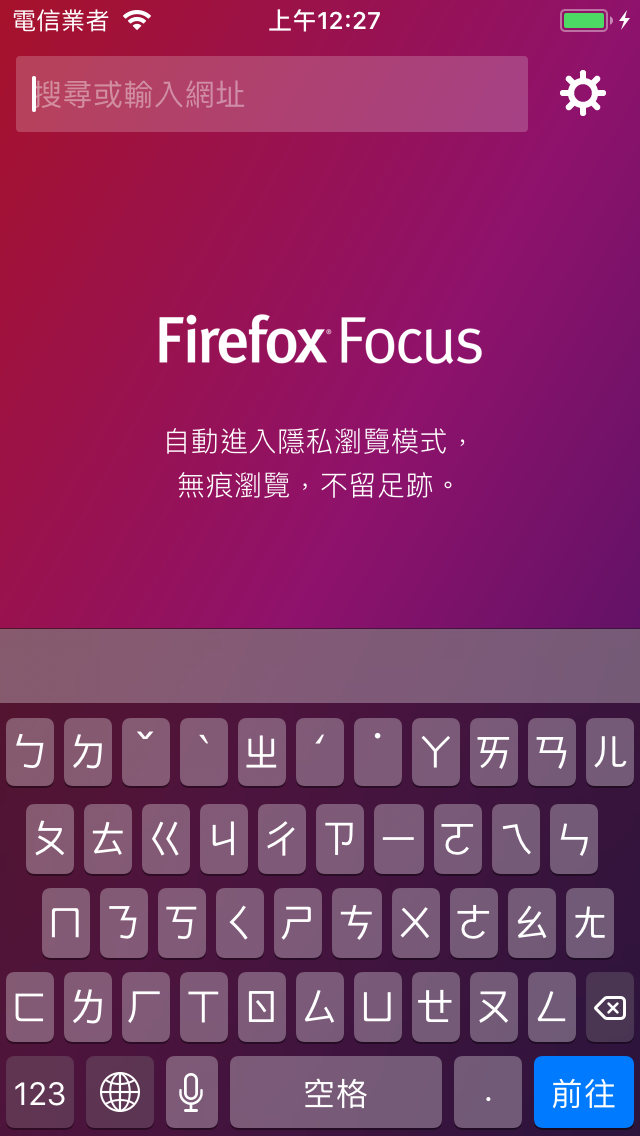 電信業者 上午12:27
搜尋或輸入網址
Firefox® Focus
自動進入隱私瀏覽模式，
無痕瀏覽，不留足跡。
ㄅ ㄉ ˇ ˋ ㄓ ˊ ˙ ㄚ ㄞ ㄢ ㄦ
ㄆ ㄊ ㄍ ㄐ ㄔ ㄗ ㄧ ㄛ ㄟ ㄣ
ㄇ ㄋ ㄎ ㄑ ㄕ ㄘ ㄨ ㄜ ㄠ ㄤ
ㄈ ㄌ ㄏ ㄒ ㄖ ㄙ ㄩ ㄝ ㄡ ㄥ
123 空格 . 前往